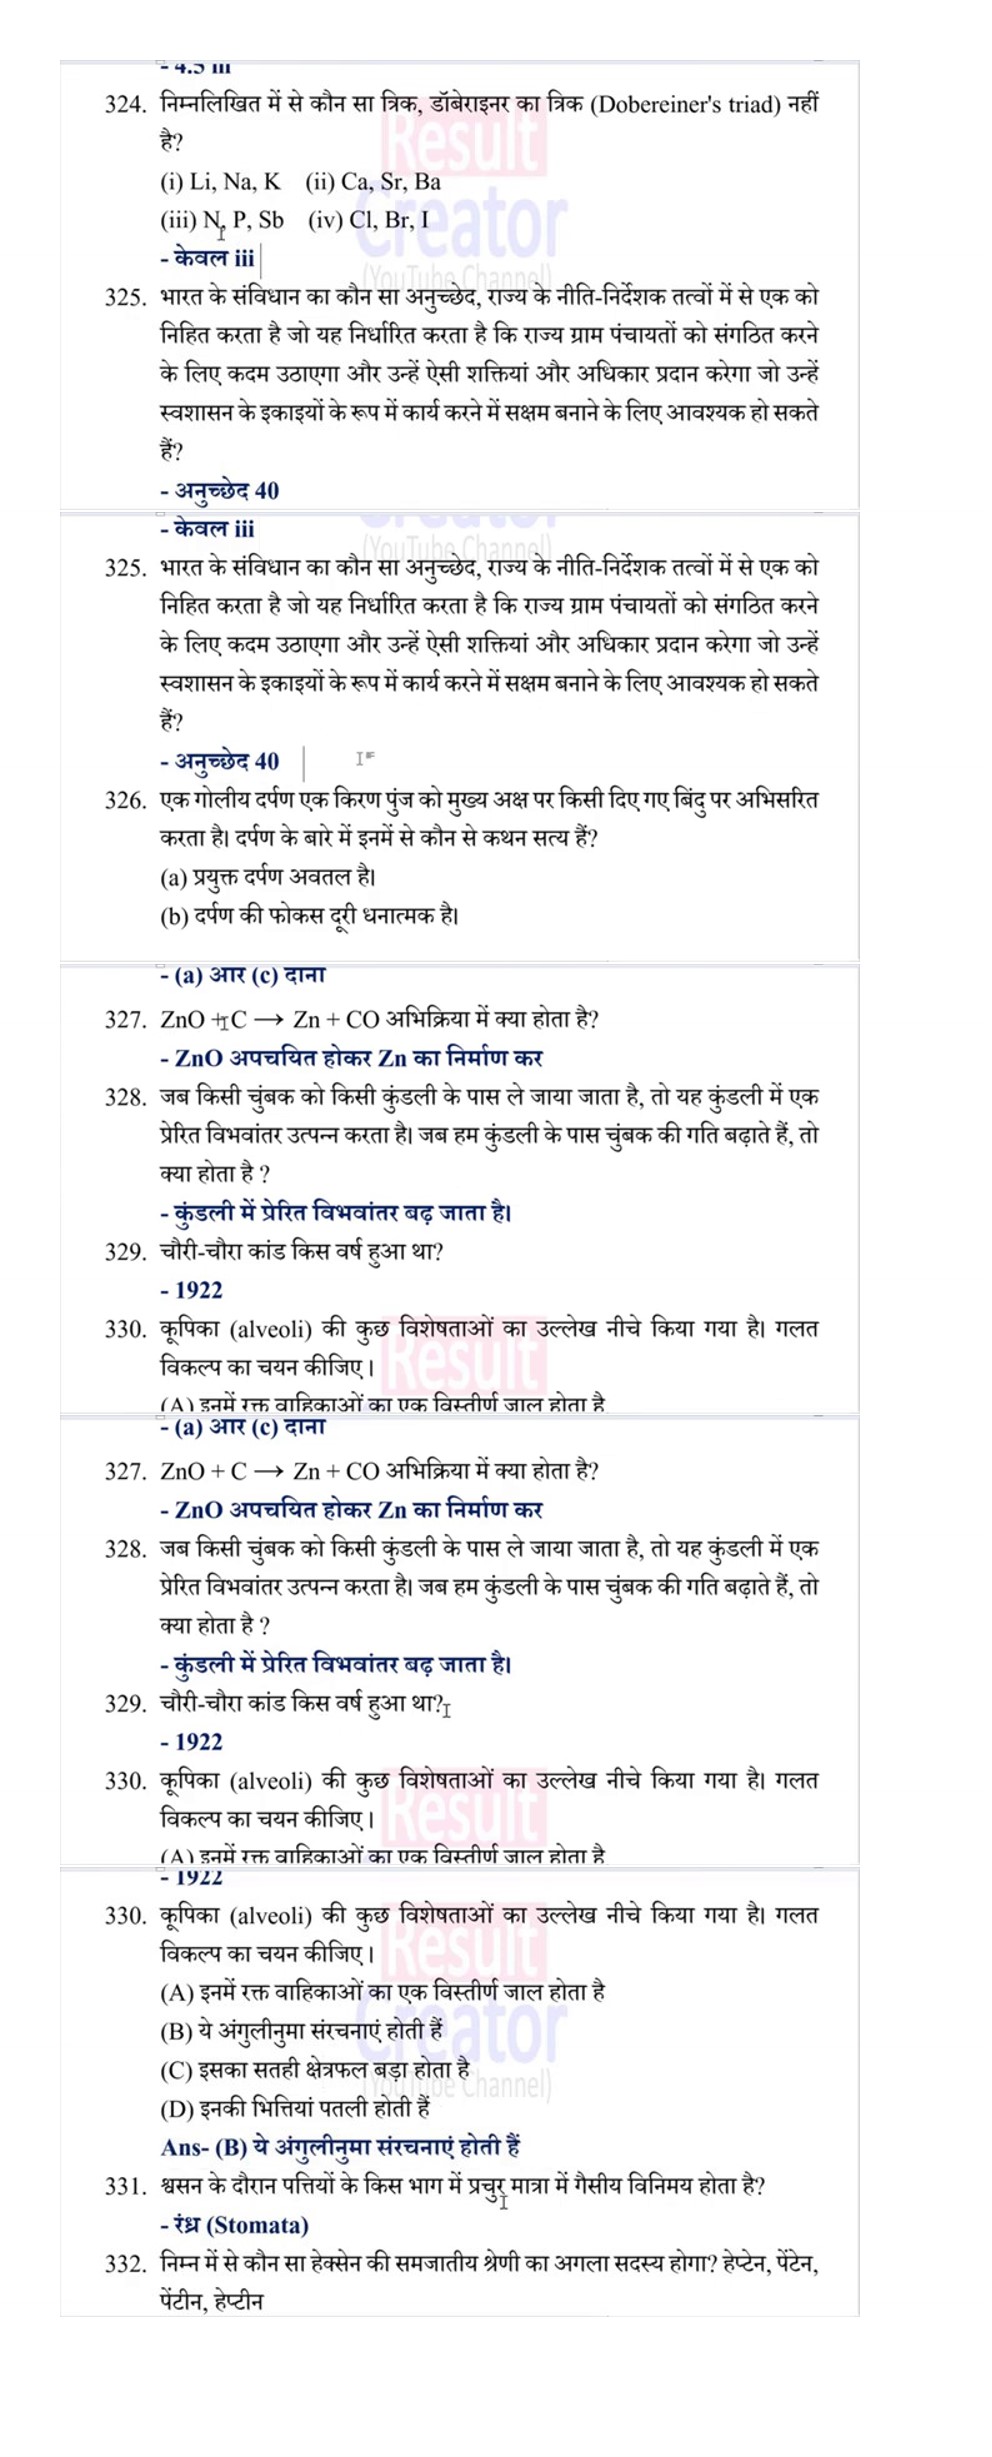 - 4.5 iii
324. निम्नलिखित में से कौन सा त्रिक, डॉबेराइनर का त्रिक (Dobereiner's triad) नहीं
है?
(i) Li, Na, K (ii) Ca, Sr, Ba
(iii) N, P, Sb (iv) Cl, Br, I
- केवल iii
325. भारत के संविधान का कौन सा अनुच्छेद, राज्य के नीति-निर्देशक तत्वों में से एक को
निहित करता है जो यह निर्धारित करता है कि राज्य ग्राम पंचायतों को संगठित करने
के लिए कदम उठाएगा और उन्हें ऐसी शक्तियां और अधिकार प्रदान करेगा जो उन्हें
स्वशासन के इकाइयों के रूप में कार्य करने में सक्षम बनाने के लिए आवश्यक हो सकते
हैं?
- अनुच्छेद 40
- केवल iii
325. भारत के संविधान का कौन सा अनुच्छेद, राज्य के नीति-निर्देशक तत्वों में से एक को
निहित करता है जो यह निर्धारित करता है कि राज्य ग्राम पंचायतों को संगठित करने
के लिए कदम उठाएगा और उन्हें ऐसी शक्तियां और अधिकार प्रदान करेगा जो उन्हें
स्वशासन के इकाइयों के रूप में कार्य करने में सक्षम बनाने के लिए आवश्यक हो सकते
हैं?
- अनुच्छेद 40
326. एक गोलीय दर्पण एक किरण पुंज को मुख्य अक्ष पर किसी दिए गए बिंदु पर अभिसरित
करता है। दर्पण के बारे में इनमें से कौन से कथन सत्य हैं?
(a) प्रयुक्त दर्पण अवतल है।
(b) दर्पण की फोकस दूरी धनात्मक है।
- (a) और (c) दोनों
327. ZnO + C → Zn + CO अभिक्रिया में क्या होता है?
- ZnO अपचयित होकर Zn का निर्माण कर
328. जब किसी चुंबक को किसी कुंडली के पास ले जाया जाता है, तो यह कुंडली में एक
प्रेरित विभवांतर उत्पन्न करता है। जब हम कुंडली के पास चुंबक की गति बढ़ाते हैं, तो
क्या होता है ?
- कुंडली में प्रेरित विभवांतर बढ़ जाता है।
329. चौरी-चौरा कांड किस वर्ष हुआ था?
- 1922
330. कूपिका (alveoli) की कुछ विशेषताओं का उल्लेख नीचे किया गया है। गलत
विकल्प का चयन कीजिए।
(A) इनमें रक्त वाहिकाओं का एक विस्तीर्ण जाल होता है
- (a) और (c) दोनों
327. ZnO + C → Zn + CO अभिक्रिया में क्या होता है?
- ZnO अपचयित होकर Zn का निर्माण कर
328. जब किसी चुंबक को किसी कुंडली के पास ले जाया जाता है, तो यह कुंडली में एक
प्रेरित विभवांतर उत्पन्न करता है। जब हम कुंडली के पास चुंबक की गति बढ़ाते हैं, तो
क्या होता है ?
- कुंडली में प्रेरित विभवांतर बढ़ जाता है।
329. चौरी-चौरा कांड किस वर्ष हुआ था?
- 1922
330. कूपिका (alveoli) की कुछ विशेषताओं का उल्लेख नीचे किया गया है। गलत
विकल्प का चयन कीजिए।
(A) इनमें रक्त वाहिकाओं का एक विस्तीर्ण जाल होता है
- 1922
330. कूपिका (alveoli) की कुछ विशेषताओं का उल्लेख नीचे किया गया है। गलत
विकल्प का चयन कीजिए।
(A) इनमें रक्त वाहिकाओं का एक विस्तीर्ण जाल होता है
(B) ये अंगुलीनुमा संरचनाएं होती हैं
(C) इसका सतही क्षेत्रफल बड़ा होता है
(D) इनकी भित्तियां पतली होती हैं
Ans- (B) ये अंगुलीनुमा संरचनाएं होती हैं
331. श्वसन के दौरान पत्तियों के किस भाग में प्रचुर मात्रा में गैसीय विनिमय होता है?
- रंध्र (Stomata)
332. निम्न में से कौन सा हेक्सेन की समजातीय श्रेणी का अगला सदस्य होगा? हेप्टेन, पेंटेन,
पेंटीन, हेप्टीन
Result
Creator
(YouTube Channel)
(YouTube Channel)
Result
Result
Result
Creator
(YouTube Channel)